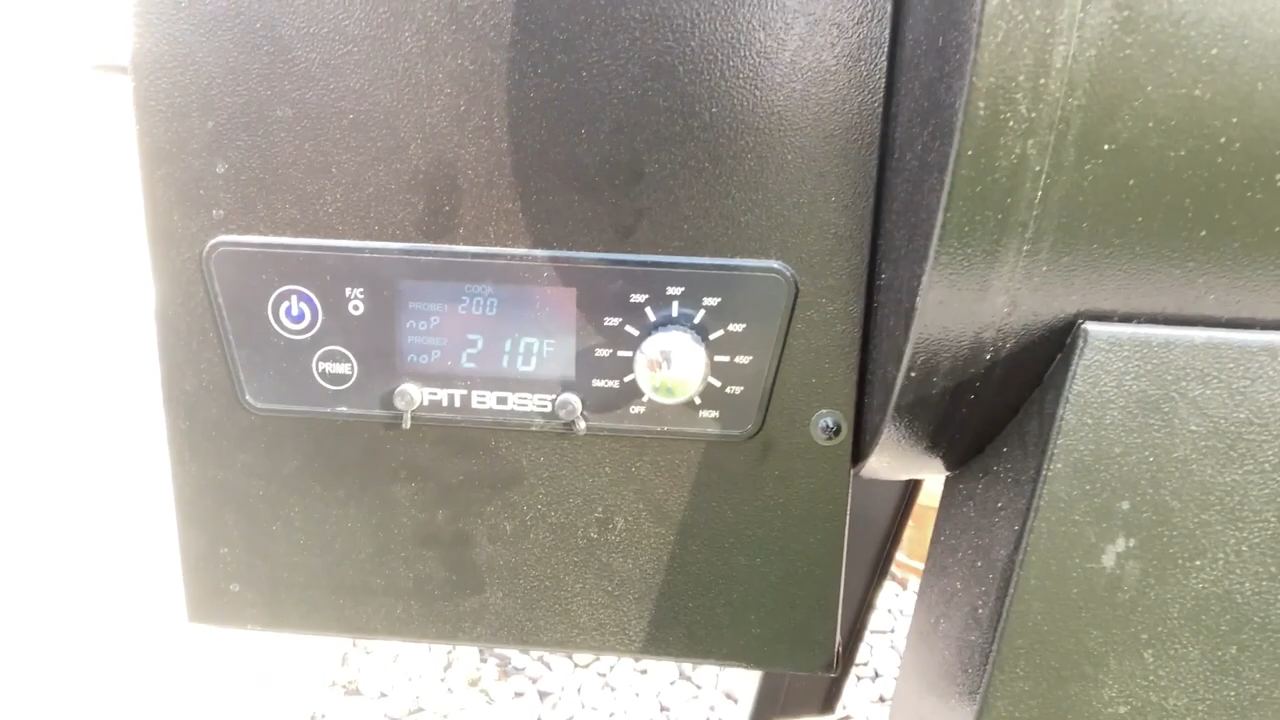 F/C
PRIME
COOK
PROBE1 200
noP
PROBE2
noP 210F
PIT BOSS
OFF
SMOKE
200°
225°
250°
300°
350°
400°
450°
475°
HIGH